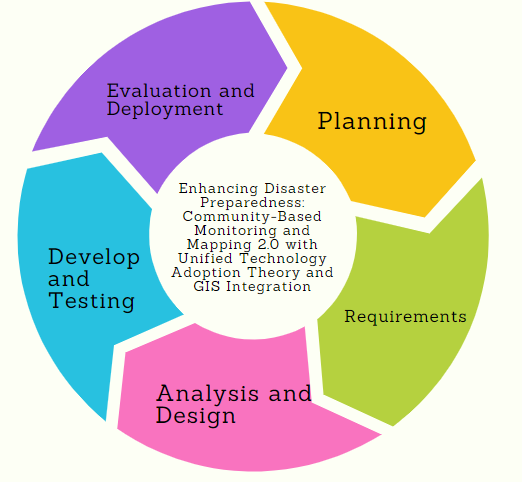 Evaluation and
Deployment
Planning
Enhancing Disaster
Preparedness:
Community-Based
Monitoring and
Mapping 2.0 with
Unified Technology
Adoption Theory and
GIS Integration
Develop
and
Testing
Requirements
Analysis and
Design